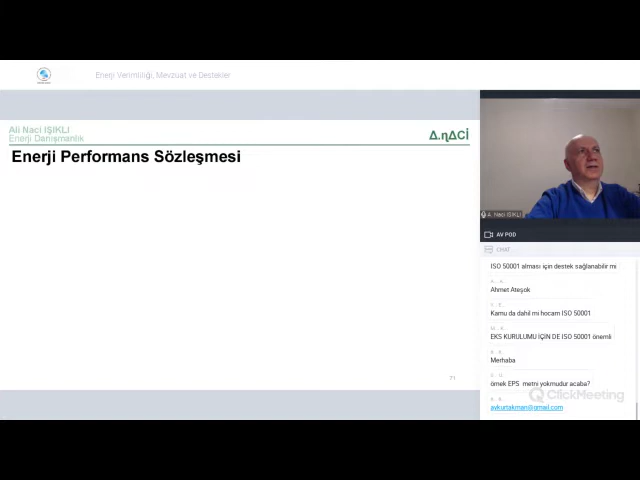 Enerji Verimliliği, Mevzuat ve Destekler
Ali Naci IŞIKLI
Enerji Danışmanlık
Δ.ηΔCİ
Enerji Performans Sözleşmesi
71
A. Naci ISIKLI
AV POD
CHAT
ISO 50001 alması için destek sağlanabilir mi
Ahmet Ateşok
Kamu da dahil mi hocam ISO 50001
EKS KURULUMU İÇİN DE ISO 50001 önemli
Merhaba
örnek EPS metni yokmudur acaba?
aykurtakman@gmail.com
ClickMeeting